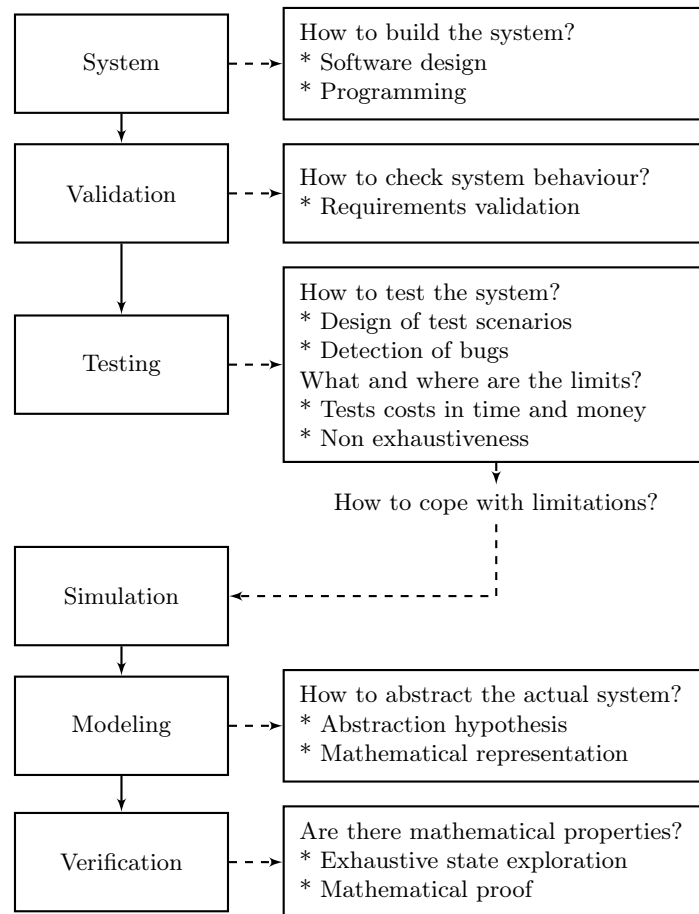 System
How to build the system?
* Software design
* Programming
Validation
How to check system behaviour?
* Requirements validation
Testing
How to test the system?
* Design of test scenarios
* Detection of bugs
What and where are the limits?
* Tests costs in time and money
* Non exhaustiveness
How to cope with limitations?
Simulation
Modeling
How to abstract the actual system?
* Abstraction hypothesis
* Mathematical representation
Verification
Are there mathematical properties?
* Exhaustive state exploration
* Mathematical proof